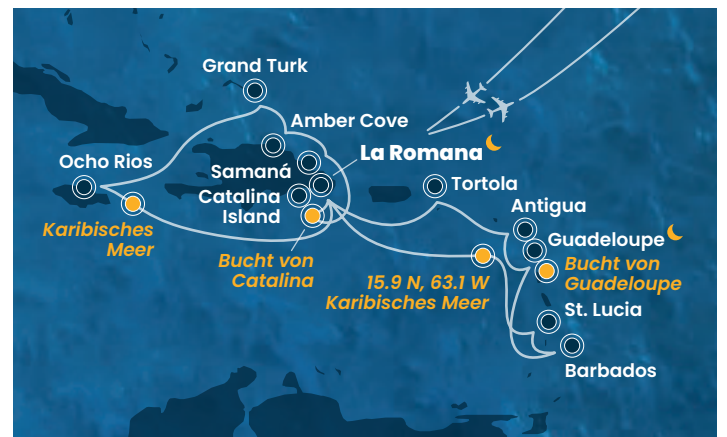 Grand Turk
Amber Cove
La Romana
Ocho Rios
Samaná
Catalina
Island
Tortola
Karibisches
Meer
Antigua
Guadeloupe
Bucht von
Catalina
15.9 N, 63.1 W
Karibisches Meer
Bucht von
Guadeloupe
St. Lucia
Barbados